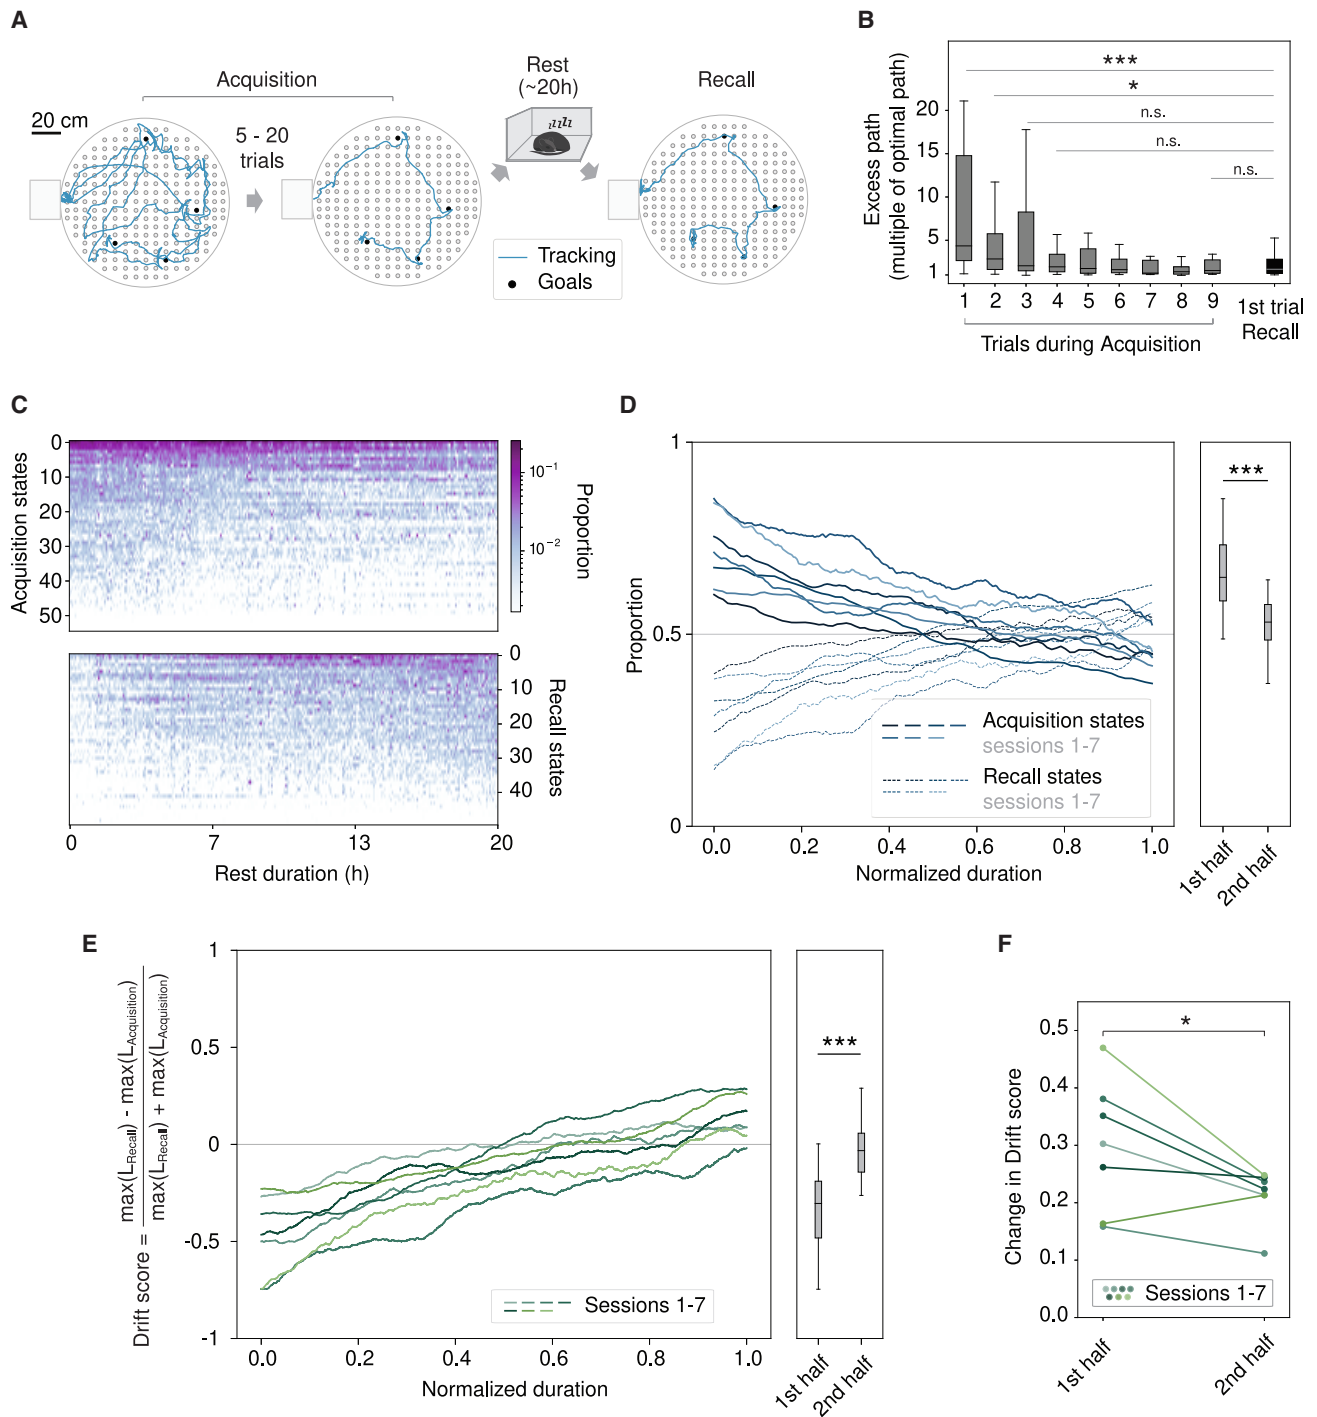 A
Acquisition
20 cm
5 - 20
trials
Rest
(~20h)
zzZZZ
Recall
Tracking
Goals
B
Excess path
(multiple of optimal path)
20
15
10
5
1
***
*
n.s.
n.s.
n.s.
1 2 3 4 5 6 7 8 9
1st trial
Recall
Trials during Acquisition
C
Acquisition states
0
10
20
30
40
50
10⁻¹
10⁻²
Proportion
0
10
20
30
40
Recall states
0 7 13 20
Rest duration (h)
D
Proportion
1
0.5
0
Acquisition states
sessions 1-7
Recall states
sessions 1-7
0.0 0.2 0.4 0.6 0.8 1.0
Normalized duration
***
1st half
2nd half
E
Drift score = max(L_Recall) - max(L_Acquisition)
max(L_Recall) + max(L_Acquisition)
1
0.5
0
-0.5
-1
Sessions 1-7
0.0 0.2 0.4 0.6 0.8 1.0
Normalized duration
***
1st half
2nd half
F
Change in Drift score
0.5
0.4
0.3
0.2
0.1
0.0
*
Sessions 1-7
1st half
2nd half